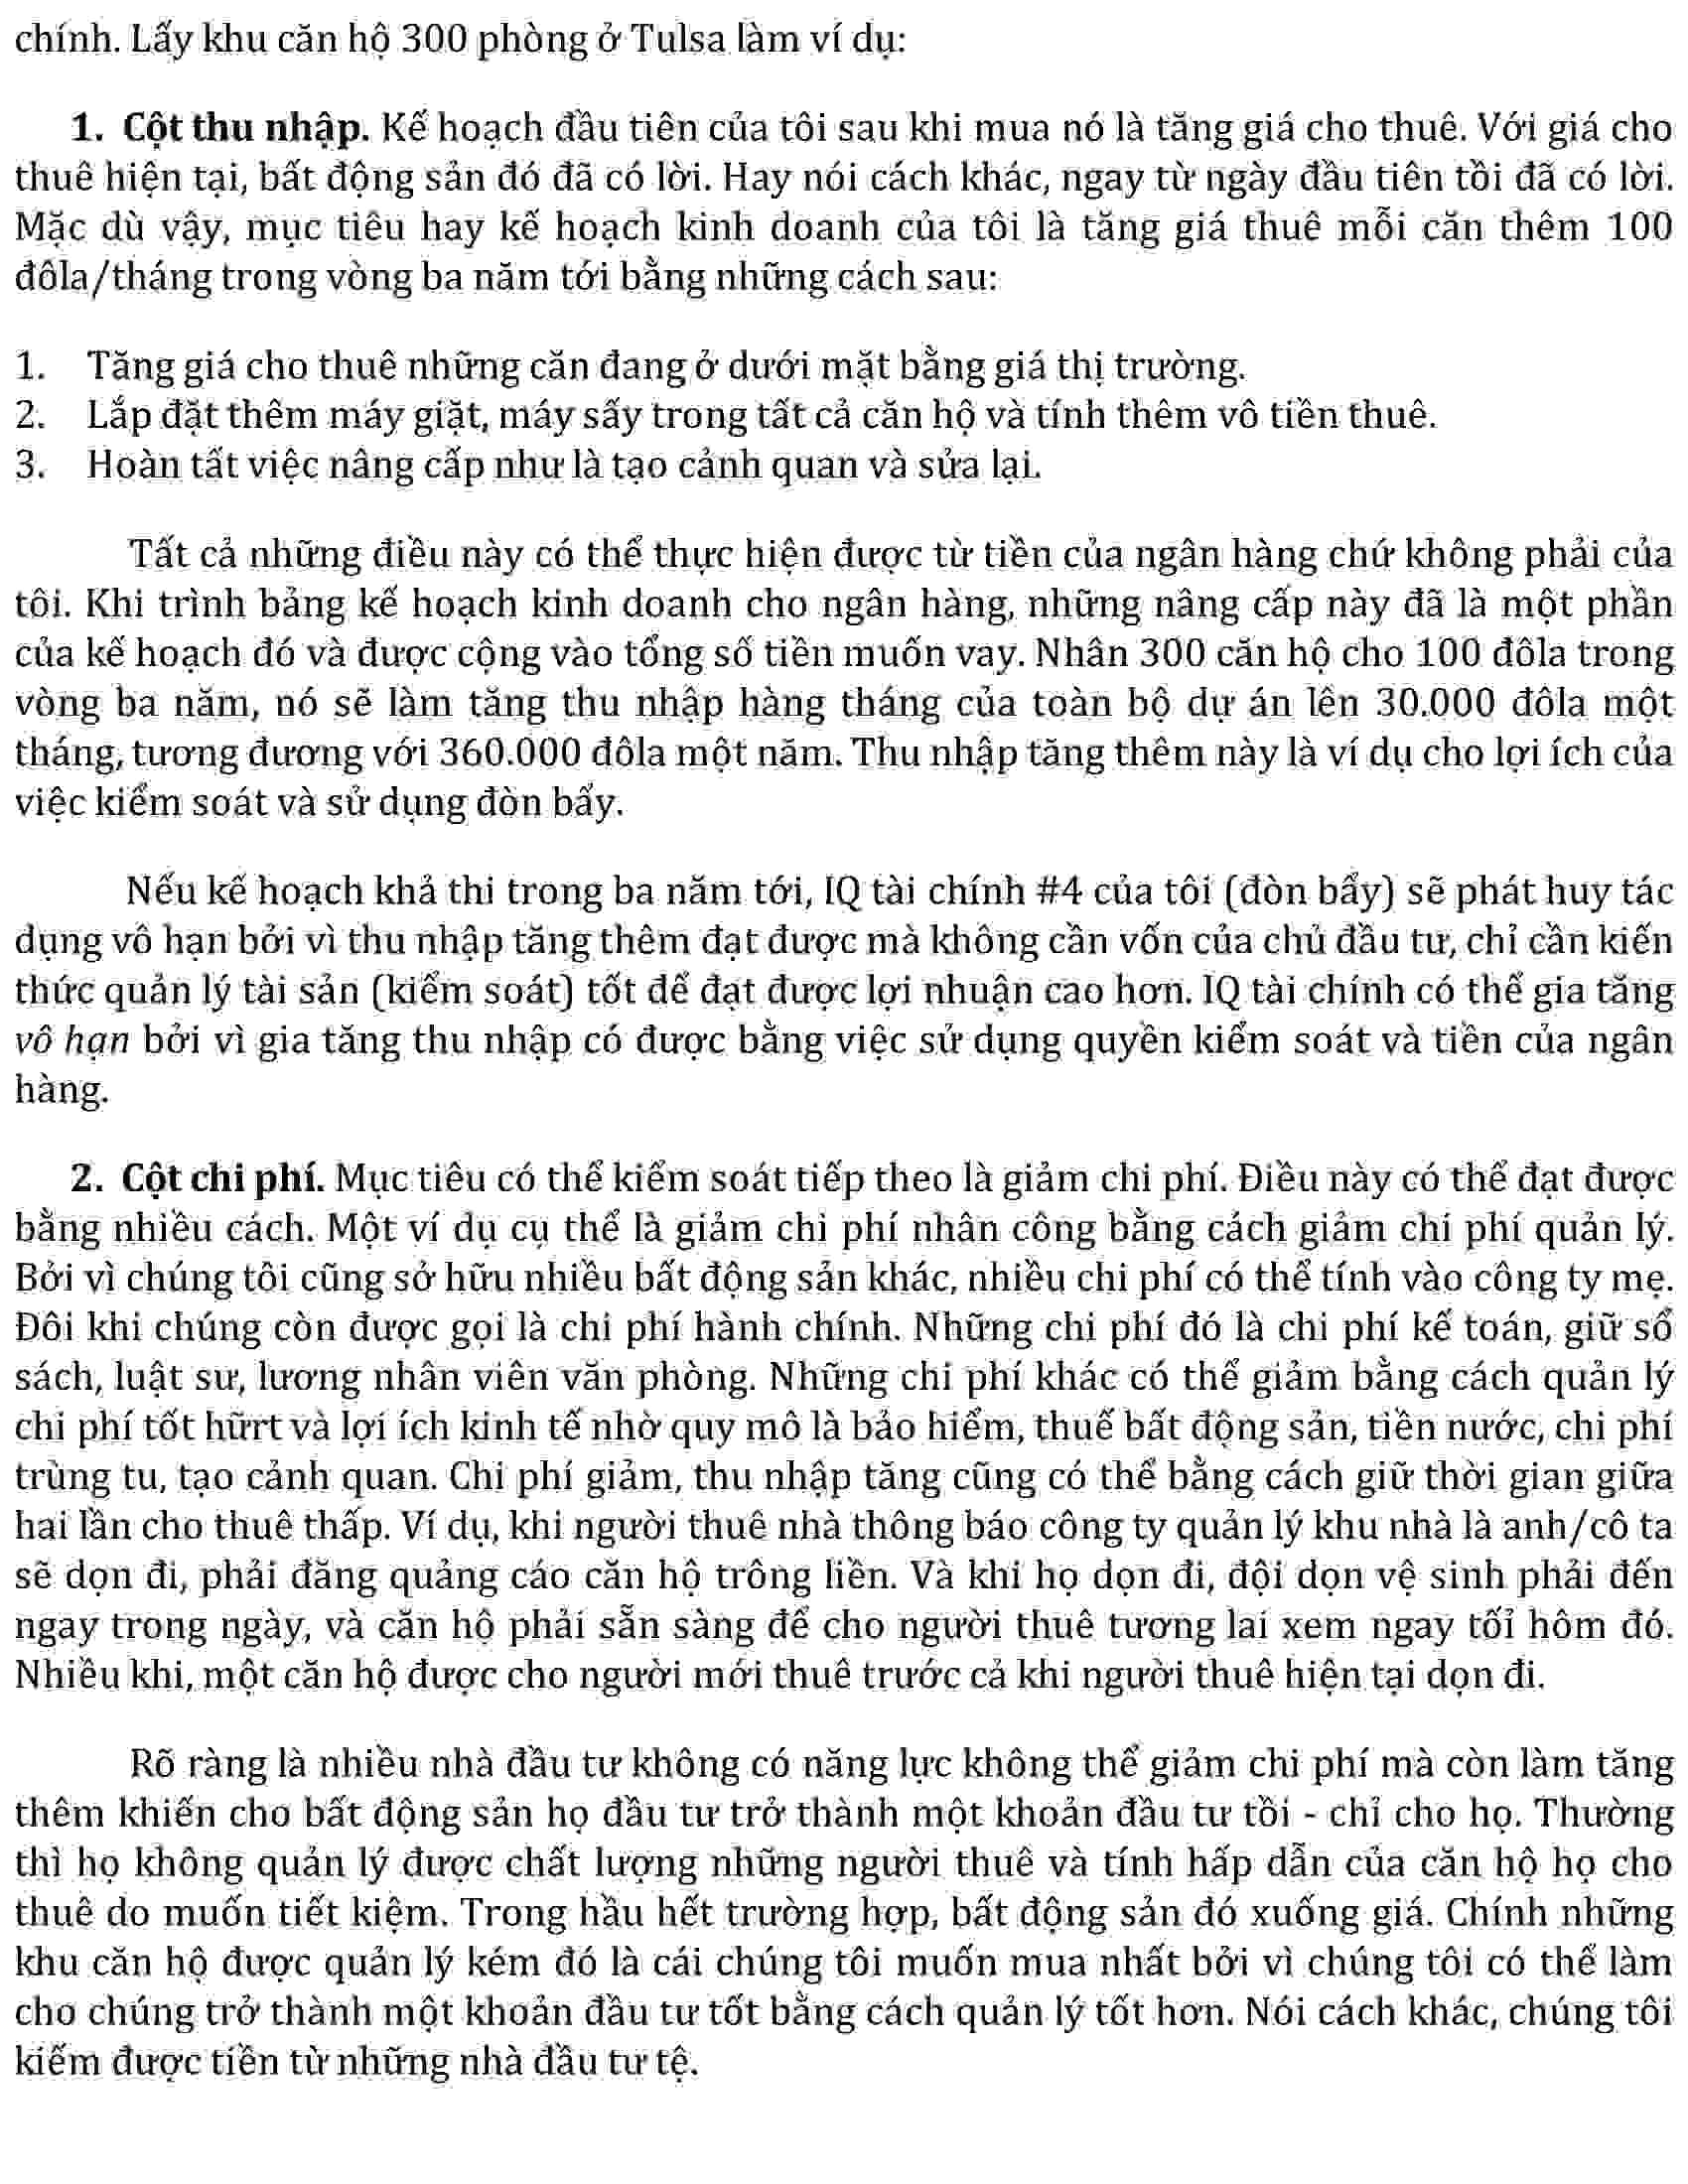 chính. Lấy khu căn hộ 300 phòng ở Tulsa làm ví dụ:
1. Cột thu nhập. Kế hoạch đầu tiên của tôi sau khi mua nó là tăng giá cho thuê. Với giá cho
thuê hiện tại, bất động sản đó đã có lời. Hay nói cách khác, ngay từ ngày đầu tiên tồi đã có lời.
Mặc dù vậy, mục tiêu hay kế hoạch kinh doanh của tôi là tăng giá thuê mỗi căn thêm 100
đôla/tháng trong vòng ba năm tới bằng những cách sau:
1. Tăng giá cho thuê những căn đang ở dưới mặt bằng giá thị trường.
2. Lắp đặt thêm máy giặt, máy sấy trong tất cả căn hộ và tính thêm vô tiền thuê.
3. Hoàn tất việc nâng cấp như là tạo cảnh quan và sửa lại.
Tất cả những điều này có thể thực hiện được từ tiền của ngân hàng chứ không phải của
tôi. Khi trình bảng kế hoạch kinh doanh cho ngân hàng, những nâng cấp này đã là một phần
của kế hoạch đó và được cộng vào tổng số tiền muốn vay. Nhân 300 căn hộ cho 100 đôla trong
vòng ba năm, nó sẽ làm tăng thu nhập hàng tháng của toàn bộ dự án lên 30.000 đôla một
tháng, tương đương với 360.000 đôla một năm. Thu nhập tăng thêm này là ví dụ cho lợi ích của
việc kiểm soát và sử dụng đòn bẩy.
Nếu kế hoạch khả thi trong ba năm tới, IQ tài chính #4 của tôi (đòn bẩy) sẽ phát huy tác
dụng vô hạn bởi vì thu nhập tăng thêm đạt được mà không cần vốn của chủ đầu tư, chỉ cần kiến
thức quản lý tài sản (kiểm soát) tốt để đạt được lợi nhuận cao hơn. IQ tài chính có thể gia tăng
vô hạn bởi vì gia tăng thu nhập có được bằng việc sử dụng quyền kiểm soát và tiền của ngân
hàng.
2. Cột chi phí. Mục tiêu có thể kiểm soát tiếp theo là giảm chi phí. Điều này có thể đạt được
bằng nhiều cách. Một ví dụ cụ thể là giảm chi phí nhân công bằng cách giảm chi phí quản lý.
Bởi vì chúng tôi cũng sở hữu nhiều bất động sản khác, nhiều chi phí có thể tính vào công ty mẹ.
Đôi khi chúng còn được gọi là chi phí hành chính. Những chi phí đó là chi phí kế toán, giữ sổ
sách, luật sư, lương nhân viên văn phòng. Những chi phí khác có thể giảm bằng cách quản lý
chi phí tốt hữrt và lợi ích kinh tế nhờ quy mô là bảo hiểm, thuế bất động sản, tiền nước, chi phí
trùng tu, tạo cảnh quan. Chi phí giảm, thu nhập tăng cũng có thể bằng cách giữ thời gian giữa
hai lần cho thuê thấp. Ví dụ, khi người thuê nhà thông báo công ty quản lý khu nhà là anh/cô ta
sẽ dọn đi, phải đăng quảng cáo căn hộ trông liền. Và khi họ dọn đi, đội dọn vệ sinh phải đến
ngay trong ngày, và căn hộ phải sẵn sàng để cho người thuê tương lai xem ngay tối hôm đó.
Nhiều khi, một căn hộ được cho người mới thuê trước cả khi người thuê hiện tại dọn đi.
Rõ ràng là nhiều nhà đầu tư không có năng lực không thể giảm chi phí mà còn làm tăng
thêm khiến cho bất động sản họ đầu tư trở thành một khoản đầu tư tồi - chỉ cho họ. Thường
thì họ không quản lý được chất lượng những người thuê và tính hấp dẫn của căn hộ họ cho
thuê do muốn tiết kiệm. Trong hầu hết trường hợp, bất động sản đó xuống giá. Chính những
khu căn hộ được quản lý kém đó là cái chúng tôi muốn mua nhất bởi vì chúng tôi có thể làm
cho chúng trở thành một khoản đầu tư tốt bằng cách quản lý tốt hơn. Nói cách khác, chúng tôi
kiếm được tiền từ những nhà đầu tư tệ.